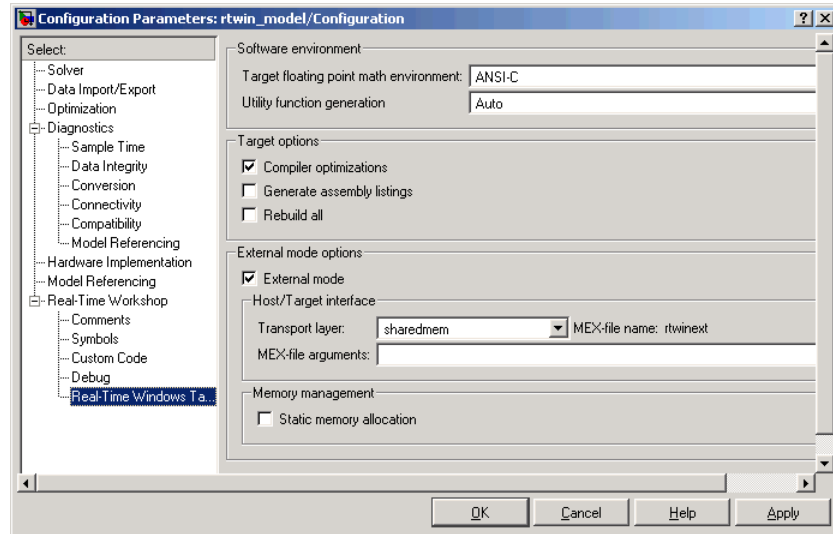 Configuration Parameters: rtwin_model/Configuration
Select:
Solver
Data Import/Export
Optimization
Diagnostics
Sample Time
Data Integrity
Conversion
Connectivity
Compatibility
Model Referencing
Hardware Implementation
Model Referencing
Real-Time Workshop
Comments
Symbols
Custom Code
Debug
Real-Time Windows Ta...
Software environment
Target floating point math environment: ANSI-C
Utility function generation Auto
Target options
Compiler optimizations
Generate assembly listings
Rebuild all
External mode options
External mode
Host/Target interface
Transport layer: sharedmem MEX-file name: rtwinext
MEX-file arguments:
Memory management
Static memory allocation
OK Cancel Help Apply